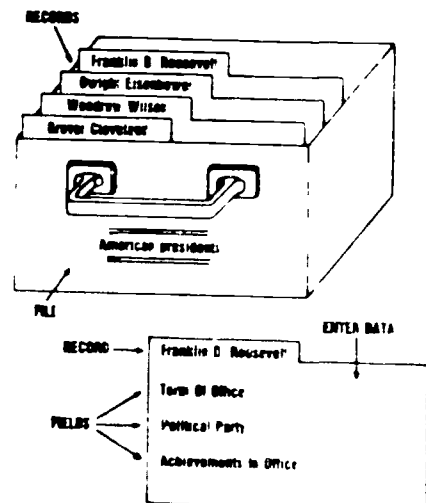 RECORDS
Franklin D. Roosevelt
Dwight Eisenhower
Woodrow Wilson
Grover Cleveland
American presidents
FILE
ENTER DATA
RECORD
Franklin D. Roosevelt
Term Of Office
FIELDS
Political Party
Achievements In Office